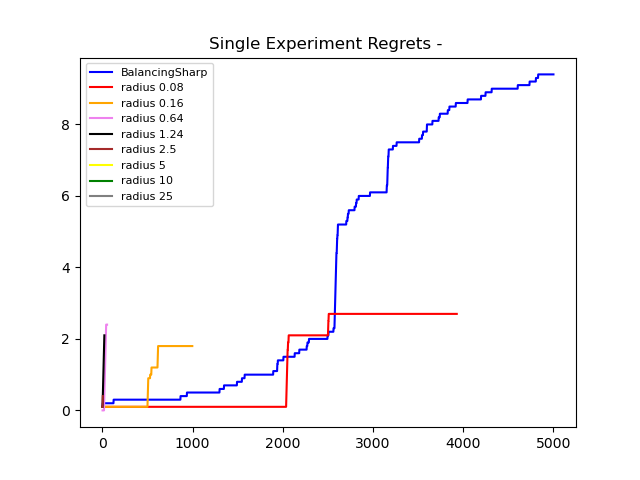 Single Experiment Regrets -
BalancingSharp
radius 0.08
radius 0.16
radius 0.64
radius 1.24
radius 2.5
radius 5
radius 10
radius 25
8
6
4
2
0
0 1000 2000 3000 4000 5000